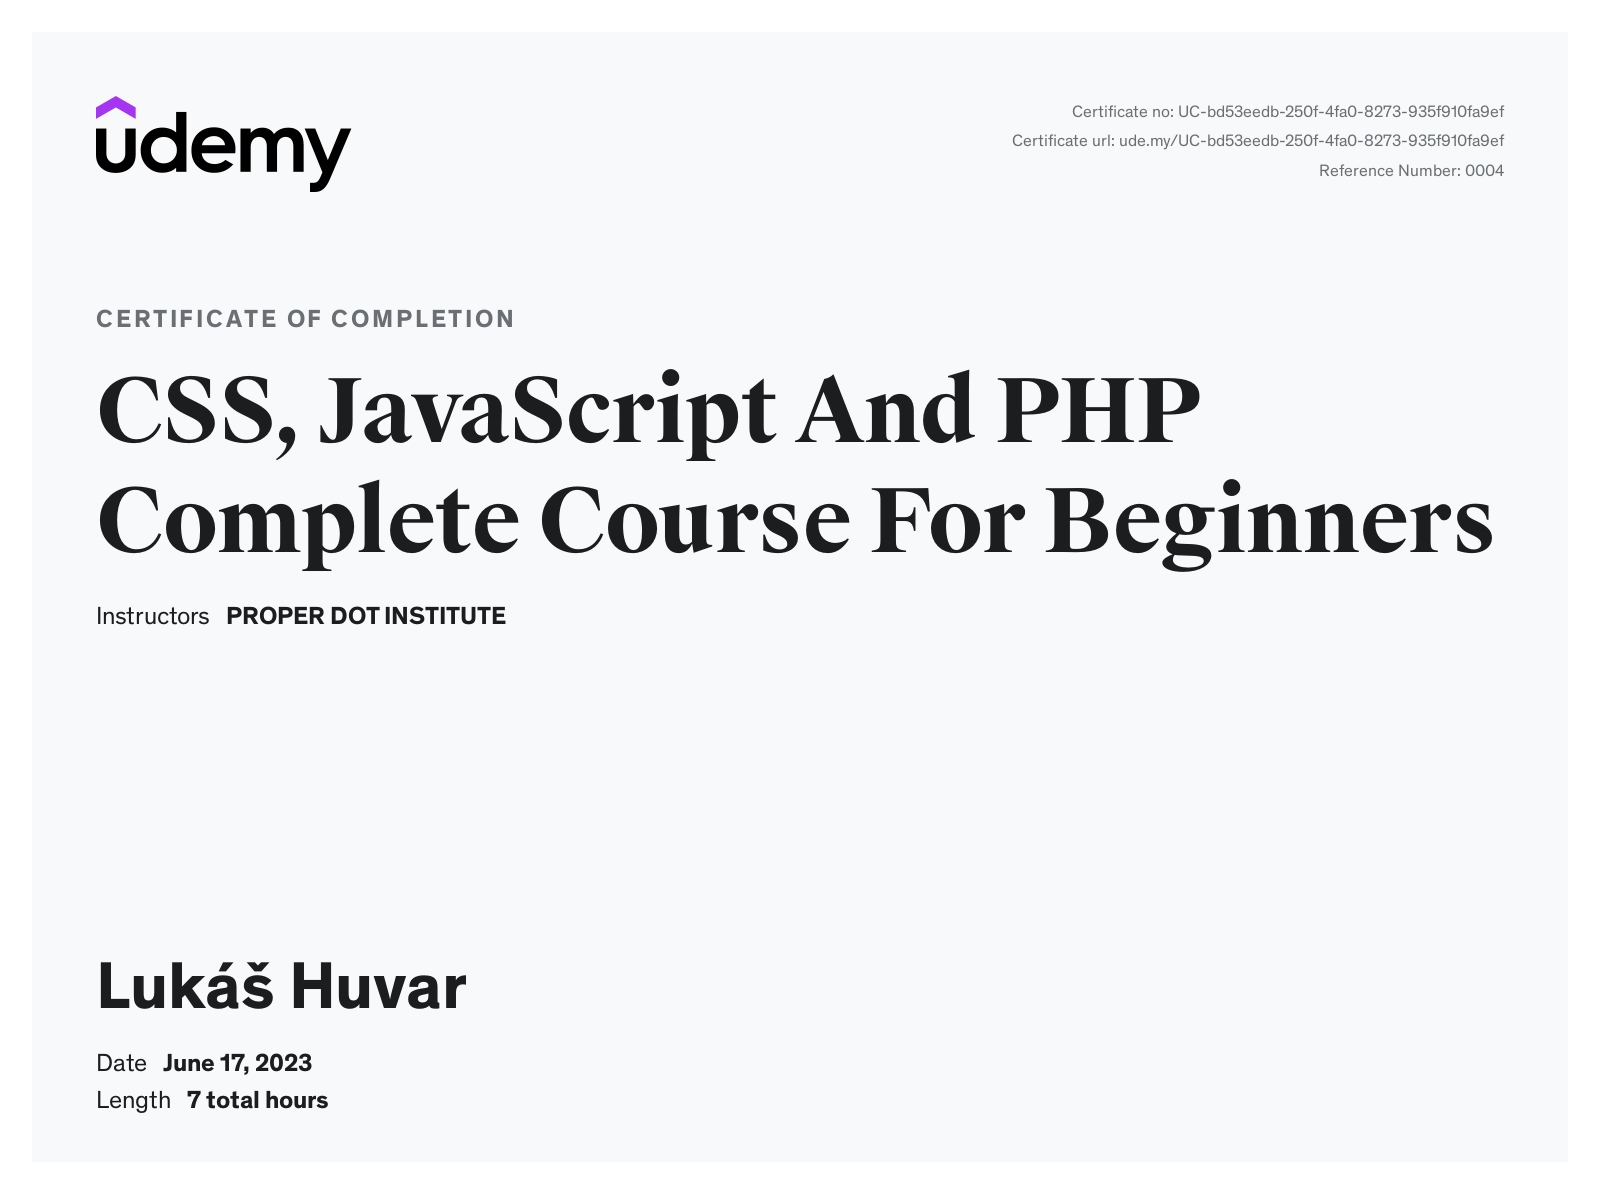 udemy
Certificate no: UC-bd53eedb-250f-4fa0-8273-935f910fa9ef
Certificate url: ude.my/UC-bd53eedb-250f-4fa0-8273-935f910fa9ef
Reference Number: 0004
CERTIFICATE OF COMPLETION
CSS, JavaScript And PHP
Complete Course For Beginners
Instructors PROPER DOT INSTITUTE
Lukáš Huvar
Date June 17, 2023
Length 7 total hours